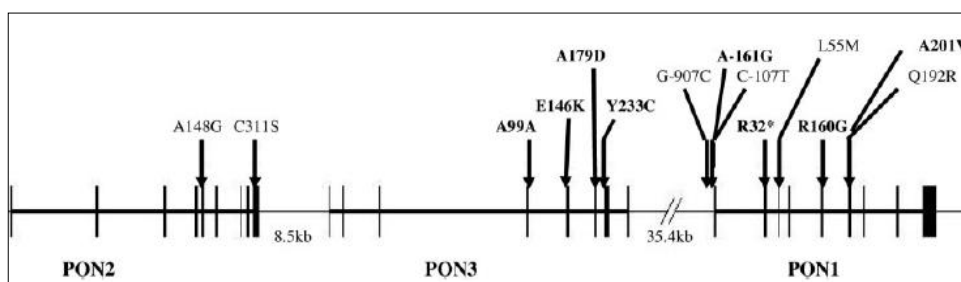 L55M A201V
A179D A-161G
G-907C C-107T Q192R
E146K Y233C
A148G C311S A99A R32* R160G
8.5kb 35.4kb
PON2 PON3 PON1